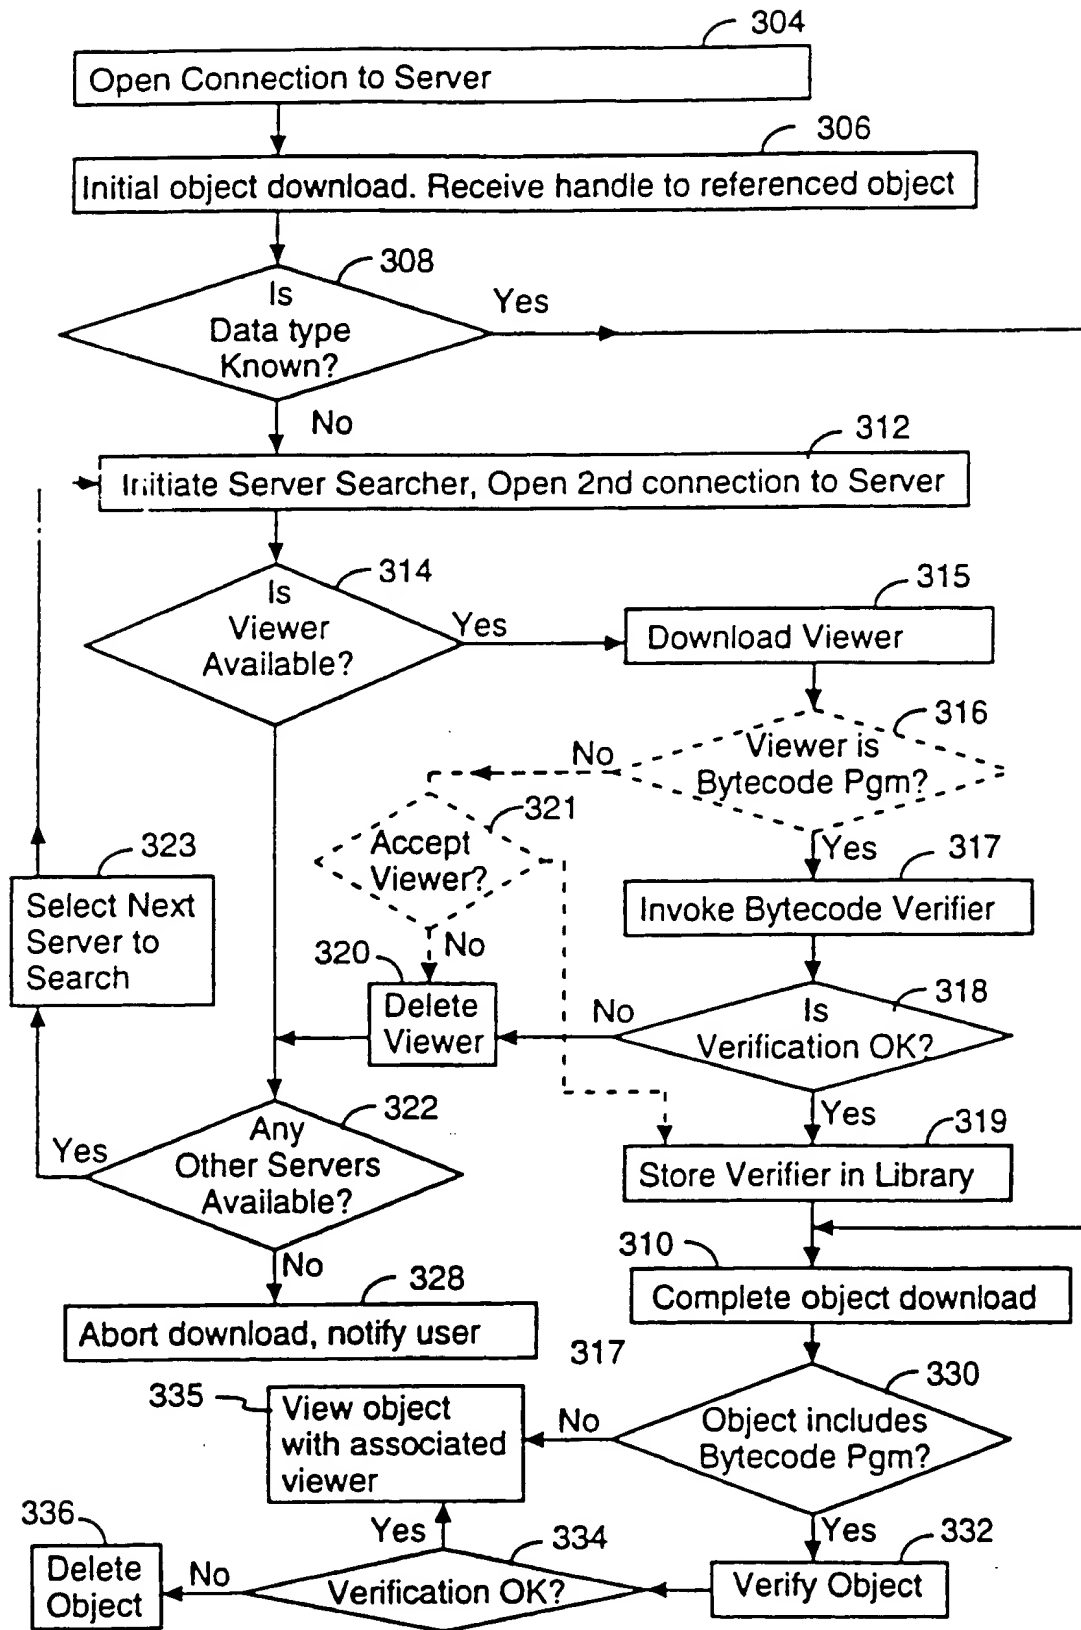 304
Open Connection to Server
306
Initial object download. Receive handle to referenced object
308
Is
Data type
Known?
Yes
No
312
Initiate Server Searcher, Open 2nd connection to Server
314
Is
Viewer
Available?
Yes
315
Download Viewer
316
Viewer is
Bytecode Pgm?
No
Yes
321
Accept
Viewer?
No
323
Select Next
Server to
Search
317
Invoke Bytecode Verifier
320
Delete
Viewer
No
318
Is
Verification OK?
Yes
322
Any
Other Servers
Available?
Yes
No
319
Store Verifier in Library
310
Complete object download
328
Abort download, notify user
317
330
Object includes
Bytecode Pgm?
No
Yes
335
View object
with associated
viewer
336
Delete
Object
No
Yes
334
Verification OK?
332
Verify Object